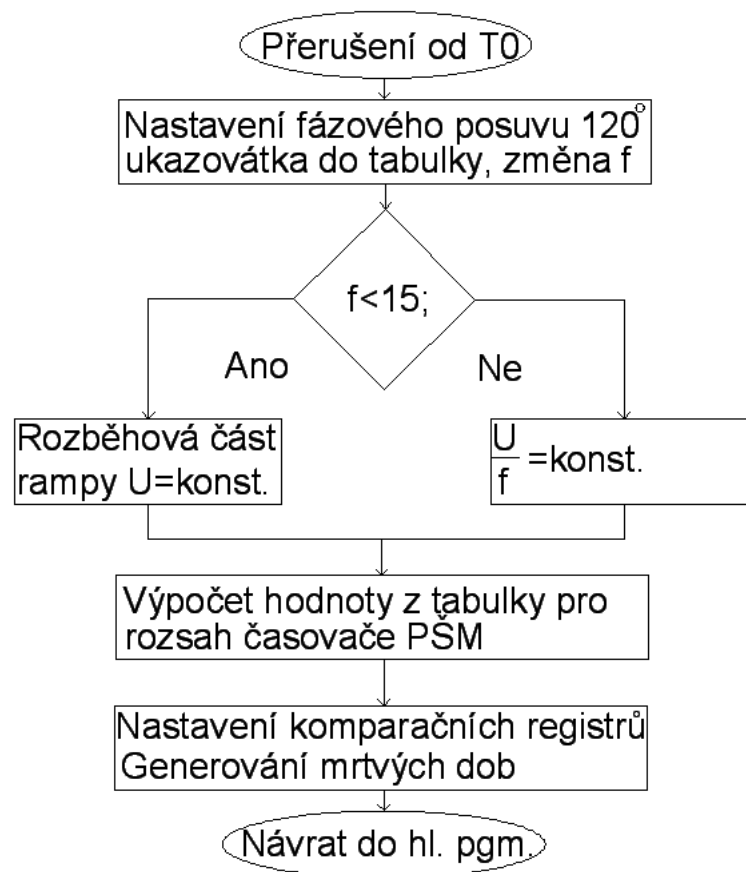 Přerušení od T0
Nastavení fázového posuvu 120°
ukazovátka do tabulky, změna f
f<15;
Ano
Ne
Rozběhová část
rampy U=konst.
U
f
=konst.
Výpočet hodnoty z tabulky pro
rozsah časovače PŠM
Nastavení komparačních registrů
Generování mrtvých dob
Návrat do hl. pgm.